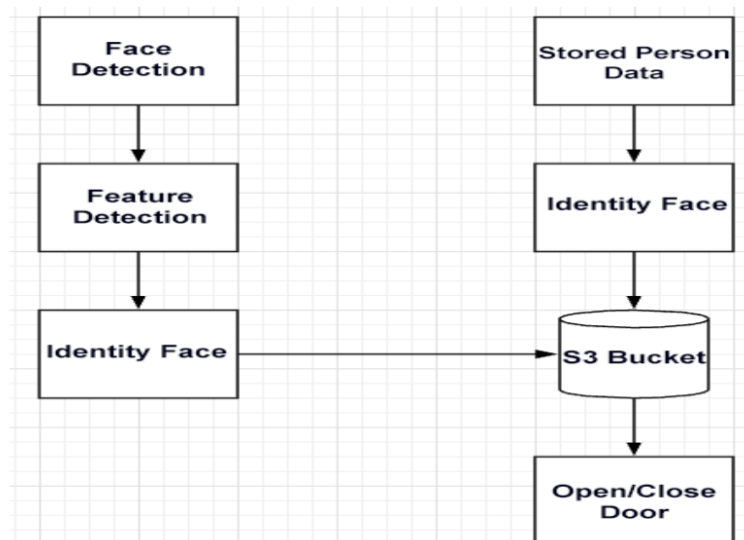 Face
Detection
Stored Person
Data
Feature
Detection
Identity Face
Identity Face
S3 Bucket
Open/Close
Door